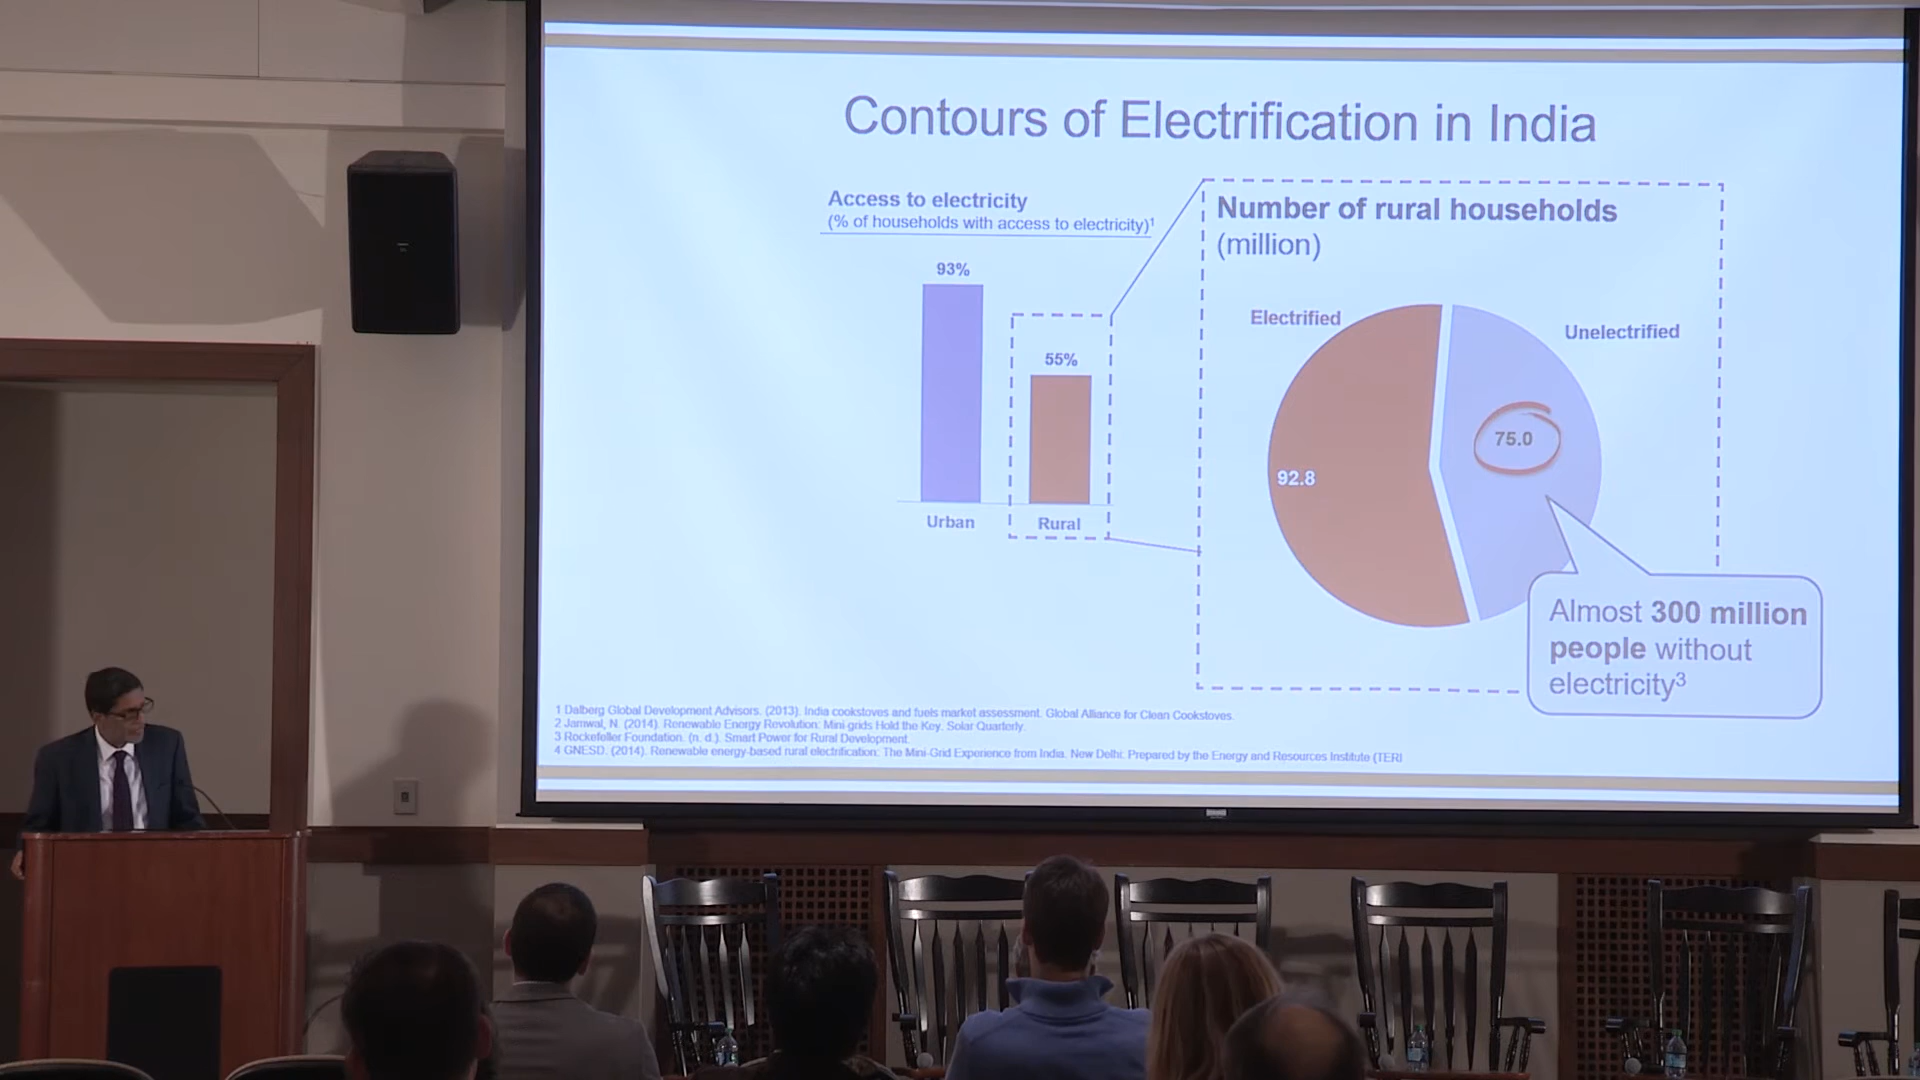 Contours of Electrification in India
Access to electricity
(% of households with access to electricity)¹
93%
55%
Urban
Rural
Number of rural households
(million)
Electrified
Unelectrified
92.8
75.0
Almost 300 million
people without
electricity³
1 Dalberg Global Development Advisors. (2013). India cookstoves and fuels market assessment. Global Alliance for Clean Cookstoves.
2 Jamwal, N. (2014). Renewable Energy Revolution: Mini grids Hold the Key. Solar Quarterly.
3 Rockefeller Foundation. (n. d.). Smart Power for Rural Development.
4 GNESD. (2014). Renewable energy-based rural electrification: The Mini-Grid Experience from India. New Delhi: Prepared by the Energy and Resources Institute (TERI